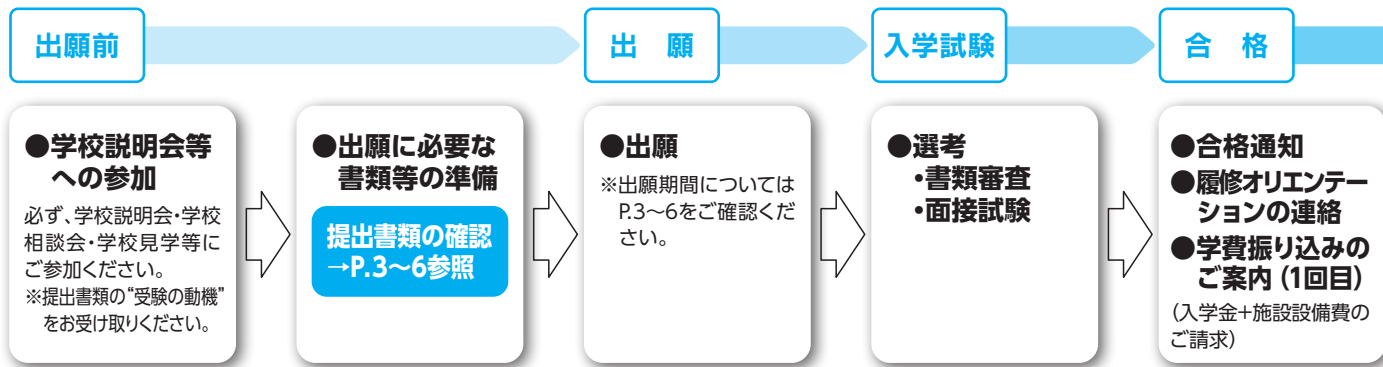 出願前
出　願
入学試験
合　格
●学校説明会等
への参加
必ず、学校説明会・学校
相談会・学校見学等に
ご参加ください。
※提出書類の“受験の動機”
をお受け取りください。
●出願に必要な
書類等の準備
提出書類の確認
→P.3～6参照
●出願
※出願期間については
P.3～6をご確認くだ
さい。
●選考
・書類審査
・面接試験
●合格通知
●履修オリエンテー
ションの連絡
●学費振り込みの
ご案内（1回目）
（入学金+施設設備費の
ご請求）